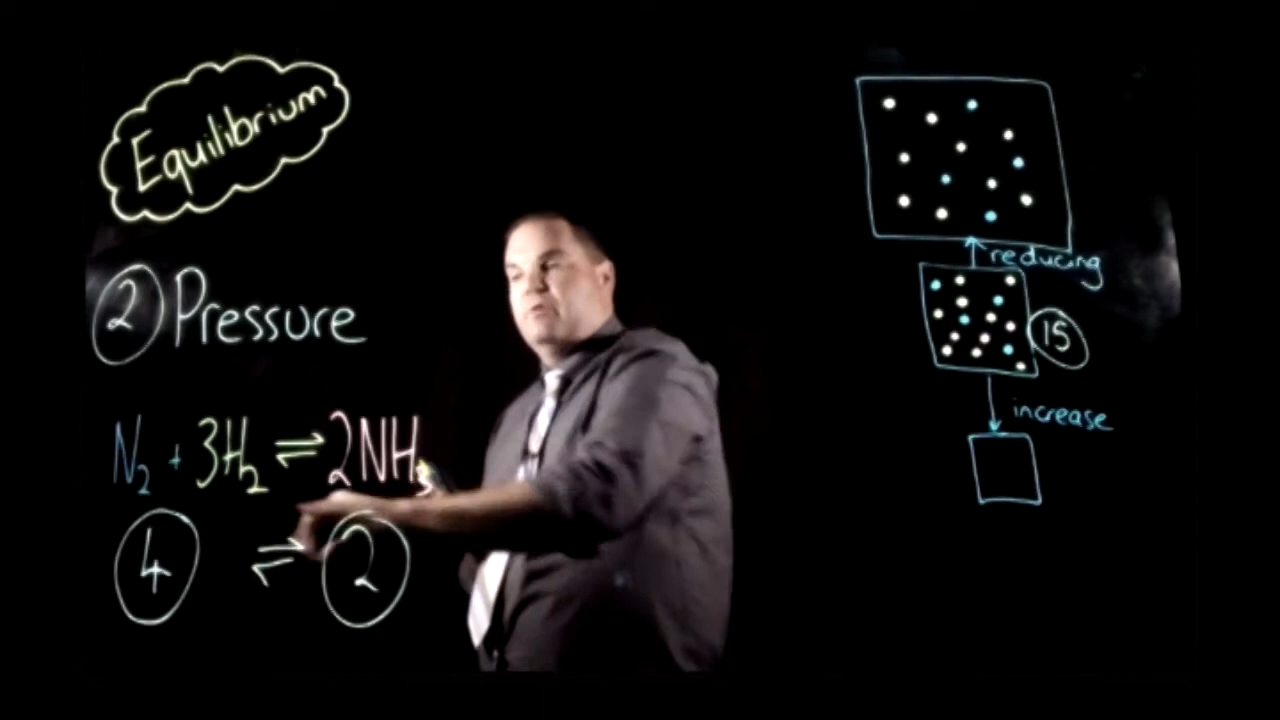 Equilibrium
2 Pressure
N2 + 3H2 ⇌ 2NH3
4 ⇌ 2
reducing
15
increase